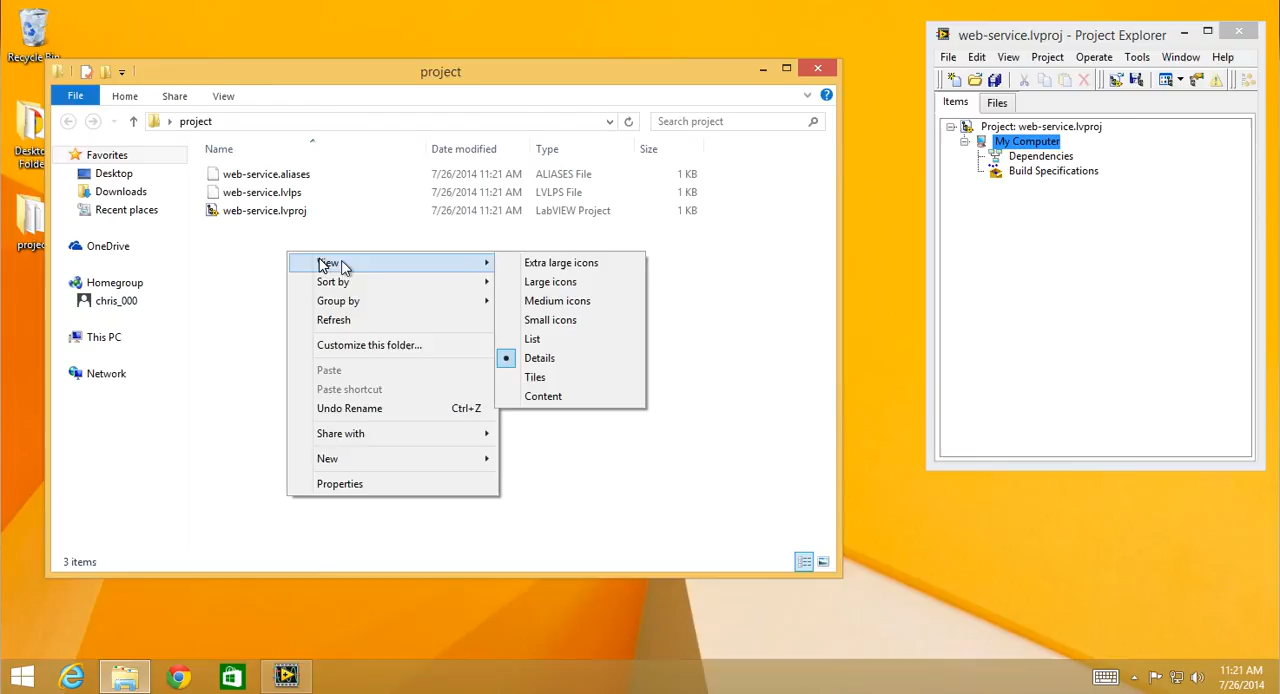 Recycle Bin
Desktop
Folder
project
File
Home
Share
View
project
Search project
Favorites
Desktop
Downloads
Recent places
OneDrive
Homegroup
chris_000
This PC
Network
Name
Date modified
Type
Size
web-service.aliases
7/26/2014 11:21 AM
ALIASES File
1 KB
web-service.lvlps
7/26/2014 11:21 AM
LVLPS File
1 KB
web-service.lvproj
7/26/2014 11:21 AM
LabVIEW Project
1 KB
Sort by
Group by
Refresh
Customize this folder...
Paste
Paste shortcut
Undo Rename
Ctrl+Z
Share with
New
Properties
Extra large icons
Large icons
Medium icons
Small icons
List
Details
Tiles
Content
3 items
web-service.lvproj - Project Explorer
File
Edit
View
Project
Operate
Tools
Window
Help
Items
Files
Project: web-service.lvproj
My Computer
Dependencies
Build Specifications
11:21 AM
7/26/2014